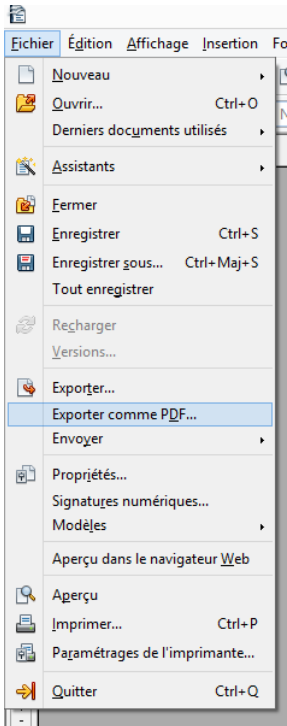 Fichier Édition Affichage Insertion Fo
Nouveau
Ouvrir... Ctrl+O
Derniers documents utilisés
Assistants
Fermer
Enregistrer Ctrl+S
Enregistrer sous... Ctrl+Maj+S
Tout enregistrer
Recharger
Versions...
Exporter...
Exporter comme PDF...
Envoyer
Propriétés...
Signatures numériques...
Modèles
Aperçu dans le navigateur Web
Aperçu
Imprimer... Ctrl+P
Paramétrages de l'imprimante...
Quitter Ctrl+Q